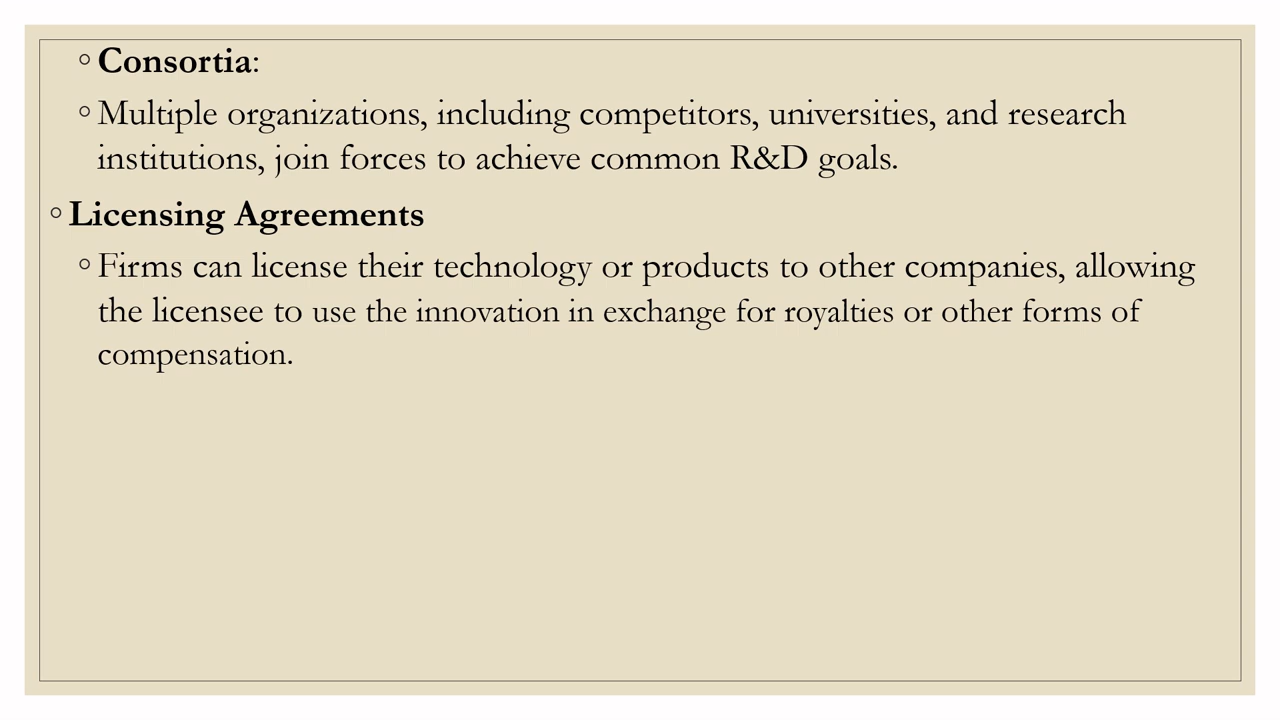 ◦ Consortia:
◦ Multiple organizations, including competitors, universities, and research
institutions, join forces to achieve common R&D goals.
◦ Licensing Agreements
◦ Firms can license their technology or products to other companies, allowing
the licensee to use the innovation in exchange for royalties or other forms of
compensation.